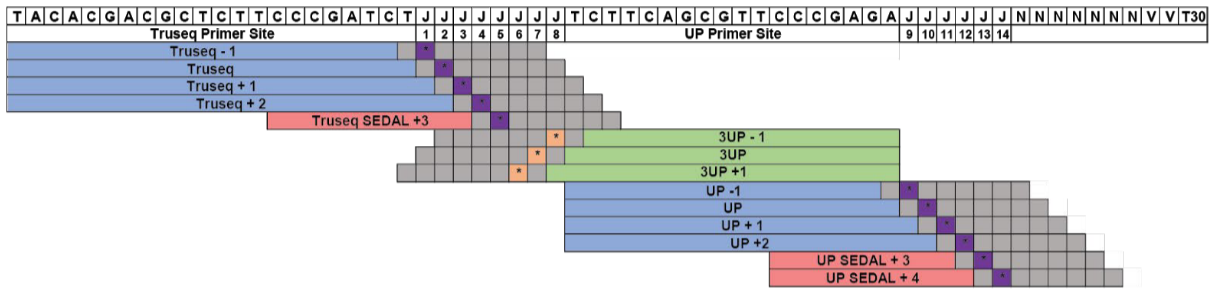 T A C A C G A C G C T C T T C C C G A T C T J J J J J J J J T C T T C A G C G T T C C C G A G A J J J J J J N N N N N N N V V T30
Truseq Primer Site 1 2 3 4 5 6 7 8 UP Primer Site 9 10 11 12 13 14
Truseq - 1 *
Truseq *
Truseq + 1 *
Truseq + 2 *
Truseq SEDAL +3 *
* 3UP - 1
* 3UP
* 3UP +1
UP -1 *
UP *
UP + 1 *
UP +2 *
UP SEDAL + 3 *
UP SEDAL + 4 *